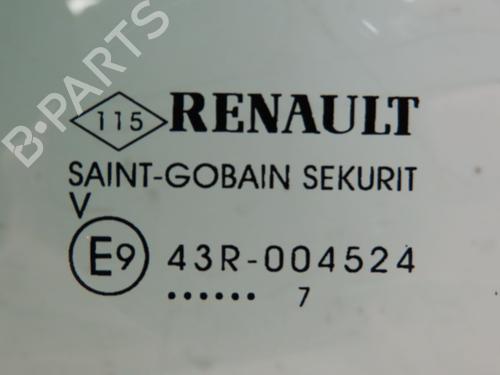 B-PARTS
115 RENAULT
SAINT-GOBAIN SEKURIT
V
E9 43R-004524
...... 7